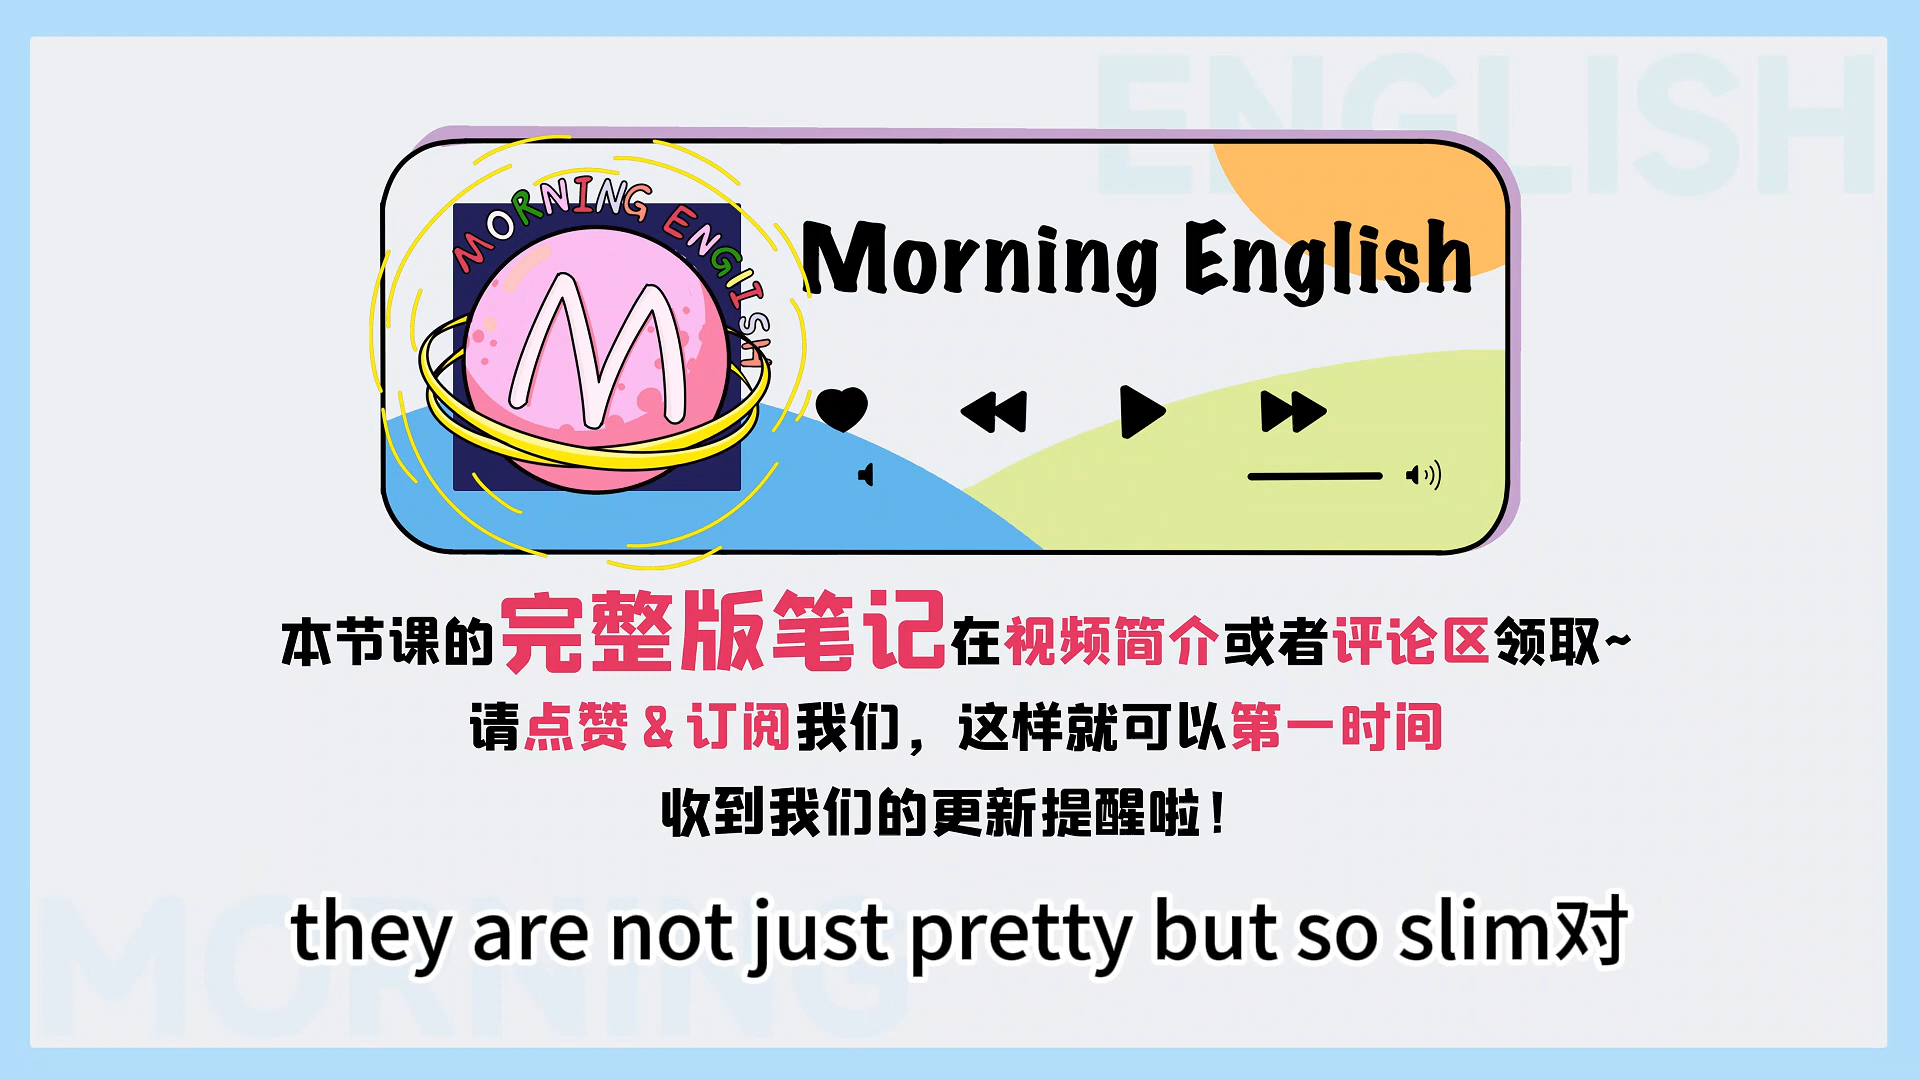 ENGLISH
MORNING ENGLISH
M
Morning English
本节课的完整版笔记在视频简介或者评论区领取~
请点赞&订阅我们，这样就可以第一时间
收到我们的更新提醒啦！
they are not just pretty but so slim对
MORNING